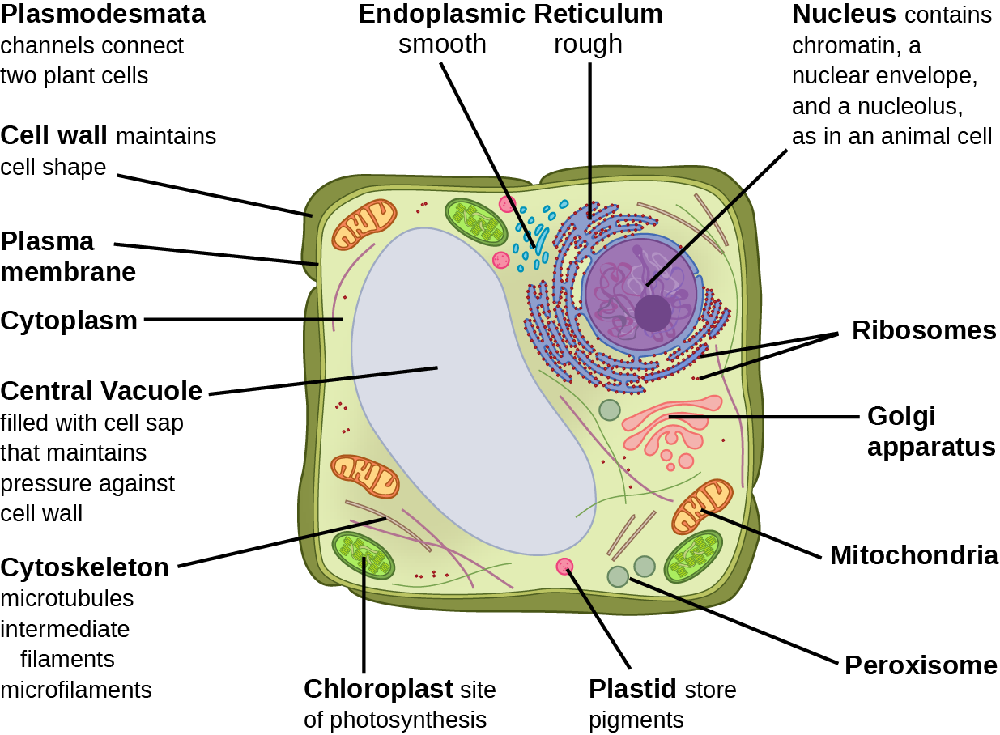 Plasmodesmata
channels connect
two plant cells
Endoplasmic Reticulum
smooth rough
Nucleus contains
chromatin, a
nuclear envelope,
and a nucleolus,
as in an animal cell
Cell wall maintains
cell shape
Plasma
membrane
Cytoplasm
Central Vacuole
filled with cell sap
that maintains
pressure against
cell wall
Cytoskeleton
microtubules
intermediate
filaments
microfilaments
Ribosomes
Golgi
apparatus
Mitochondria
Peroxisome
Chloroplast site
of photosynthesis
Plastid store
pigments